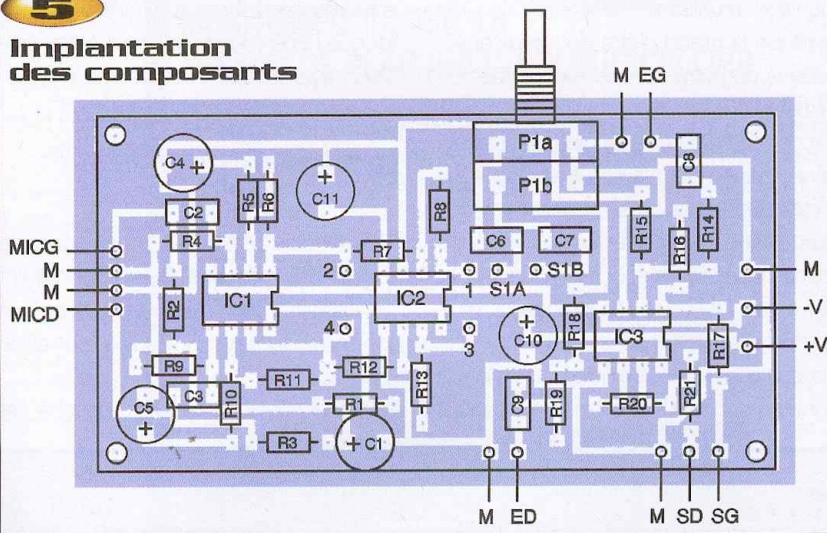 5
Implantation
des composants
M EG
P1a
P1b
C4
C11
C8
C2
R5
R6
R8
R15
R14
R4
R7
C6
C7
R16
MICG
M
M
MICD
2
1
S1A
S1B
M
-V
+V
R2
IC1
IC2
R18
IC3
4
3
C10
R17
R9
R12
R11
R13
C3
R10
R1
C9
R19
R20
R21
C5
R3
C1
M ED
M SD SG